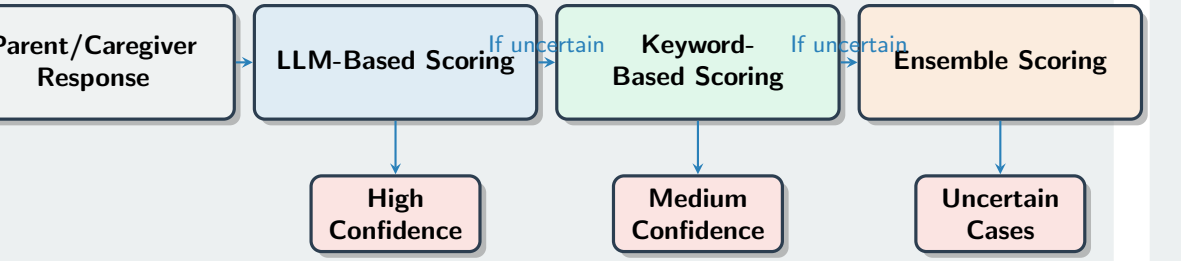 Parent/Caregiver
Response
LLM-Based Scoring
If uncertain
Keyword-
Based Scoring
If uncertain
Ensemble Scoring
High
Confidence
Medium
Confidence
Uncertain
Cases